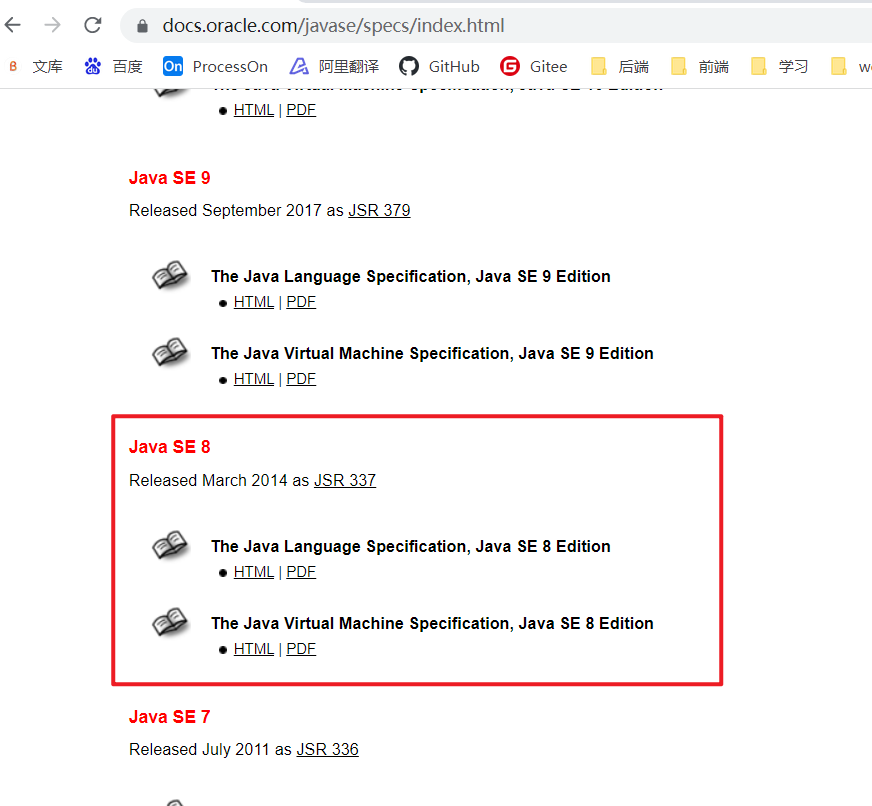 docs.oracle.com/javase/specs/index.html
文库 百度 On ProcessOn 阿里翻译 GitHub G Gitee 后端 前端 学习
HTML | PDF
Java SE 9
Released September 2017 as JSR 379
The Java Language Specification, Java SE 9 Edition
HTML | PDF
The Java Virtual Machine Specification, Java SE 9 Edition
HTML | PDF
Java SE 8
Released March 2014 as JSR 337
The Java Language Specification, Java SE 8 Edition
HTML | PDF
The Java Virtual Machine Specification, Java SE 8 Edition
HTML | PDF
Java SE 7
Released July 2011 as JSR 336